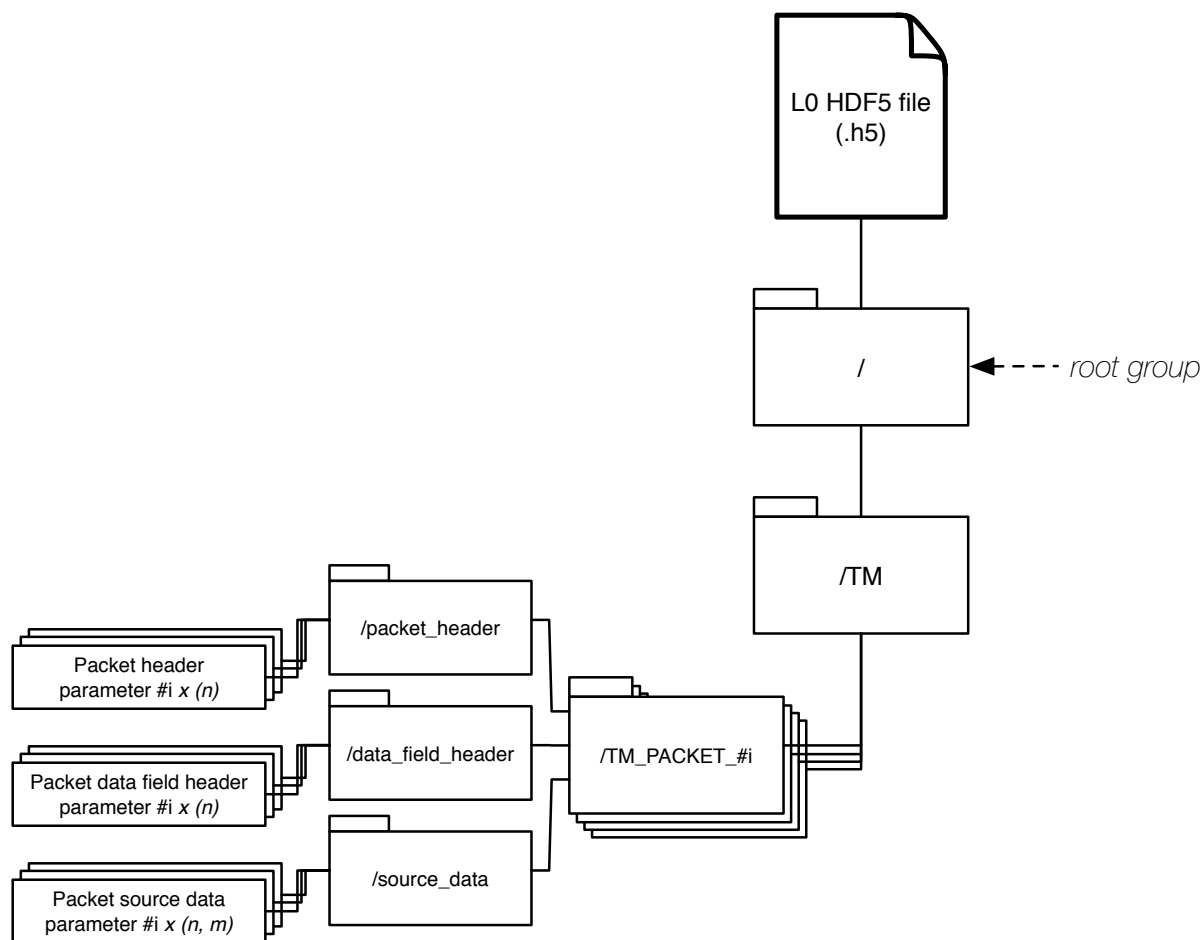 L0 HDF5 file
(.h5)
/
root group
/TM
/packet_header
Packet header
parameter #i x (n)
/TM_PACKET_#i
/data_field_header
Packet data field header
parameter #i x (n)
/source_data
Packet source data
parameter #i x (n, m)